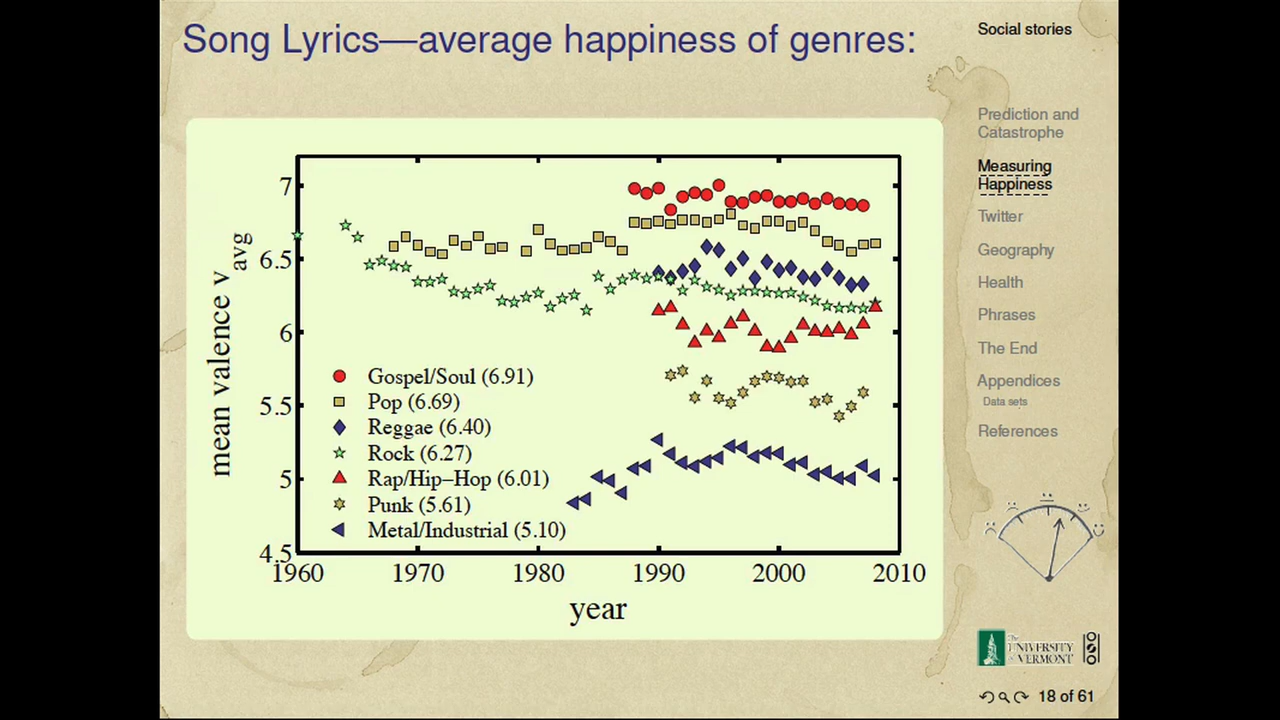 Song Lyrics—average happiness of genres:
Social stories
Prediction and
Catastrophe
Measuring
Happiness
Twitter
Geography
Health
Phrases
The End
Appendices
Data sets
References
7
6.5
6
5.5
5
4.5
mean valence v avg
Gospel/Soul (6.91)
Pop (6.69)
Reggae (6.40)
Rock (6.27)
Rap/Hip–Hop (6.01)
Punk (5.61)
Metal/Industrial (5.10)
1960 1970 1980 1990 2000 2010
year
The
UNIVERSITY
of VERMONT
18 of 61